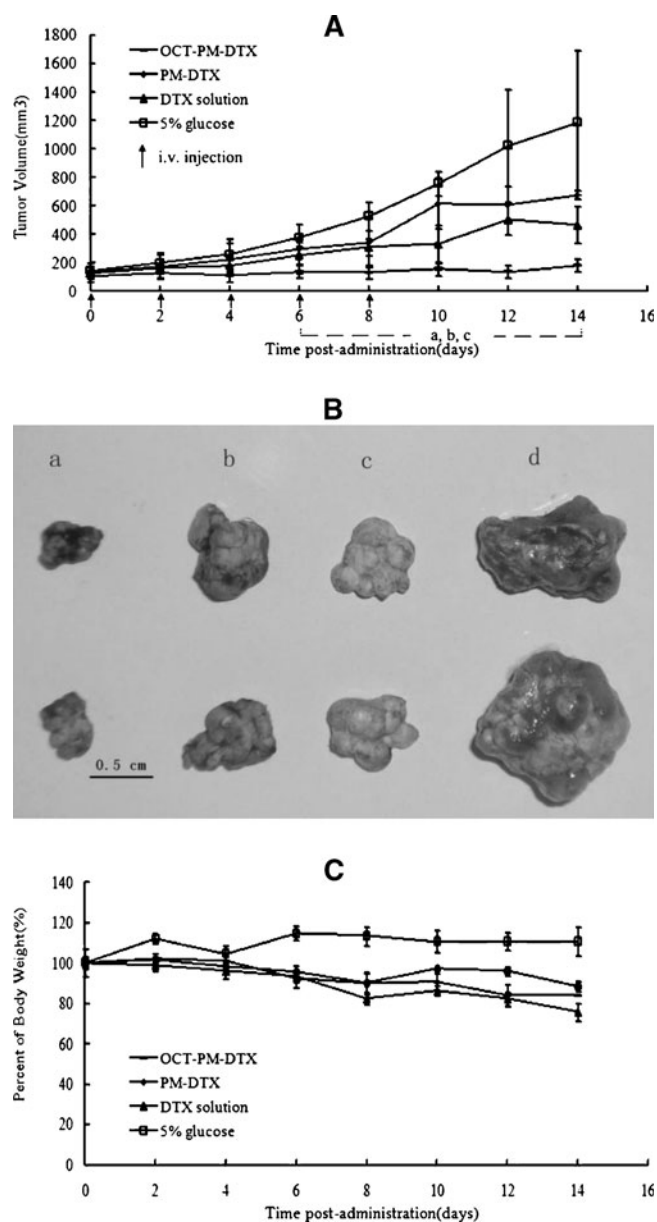 A
1800
1600
1400
1200
1000
800
600
400
200
0
Tumor Volume(mm3)
OCT-PM-DTX
PM-DTX
DTX solution
5% glucose
i.v. injection
0 2 4 6 8 10 12 14 16
a, b, c
Time post-administration(days)
B
a b c d
0.5 cm
C
140
120
100
80
60
40
20
0
Percent of Body Weight(%)
OCT-PM-DTX
PM-DTX
DTX solution
5% glucose
0 2 4 6 8 10 12 14 16
Time post-administration(days)